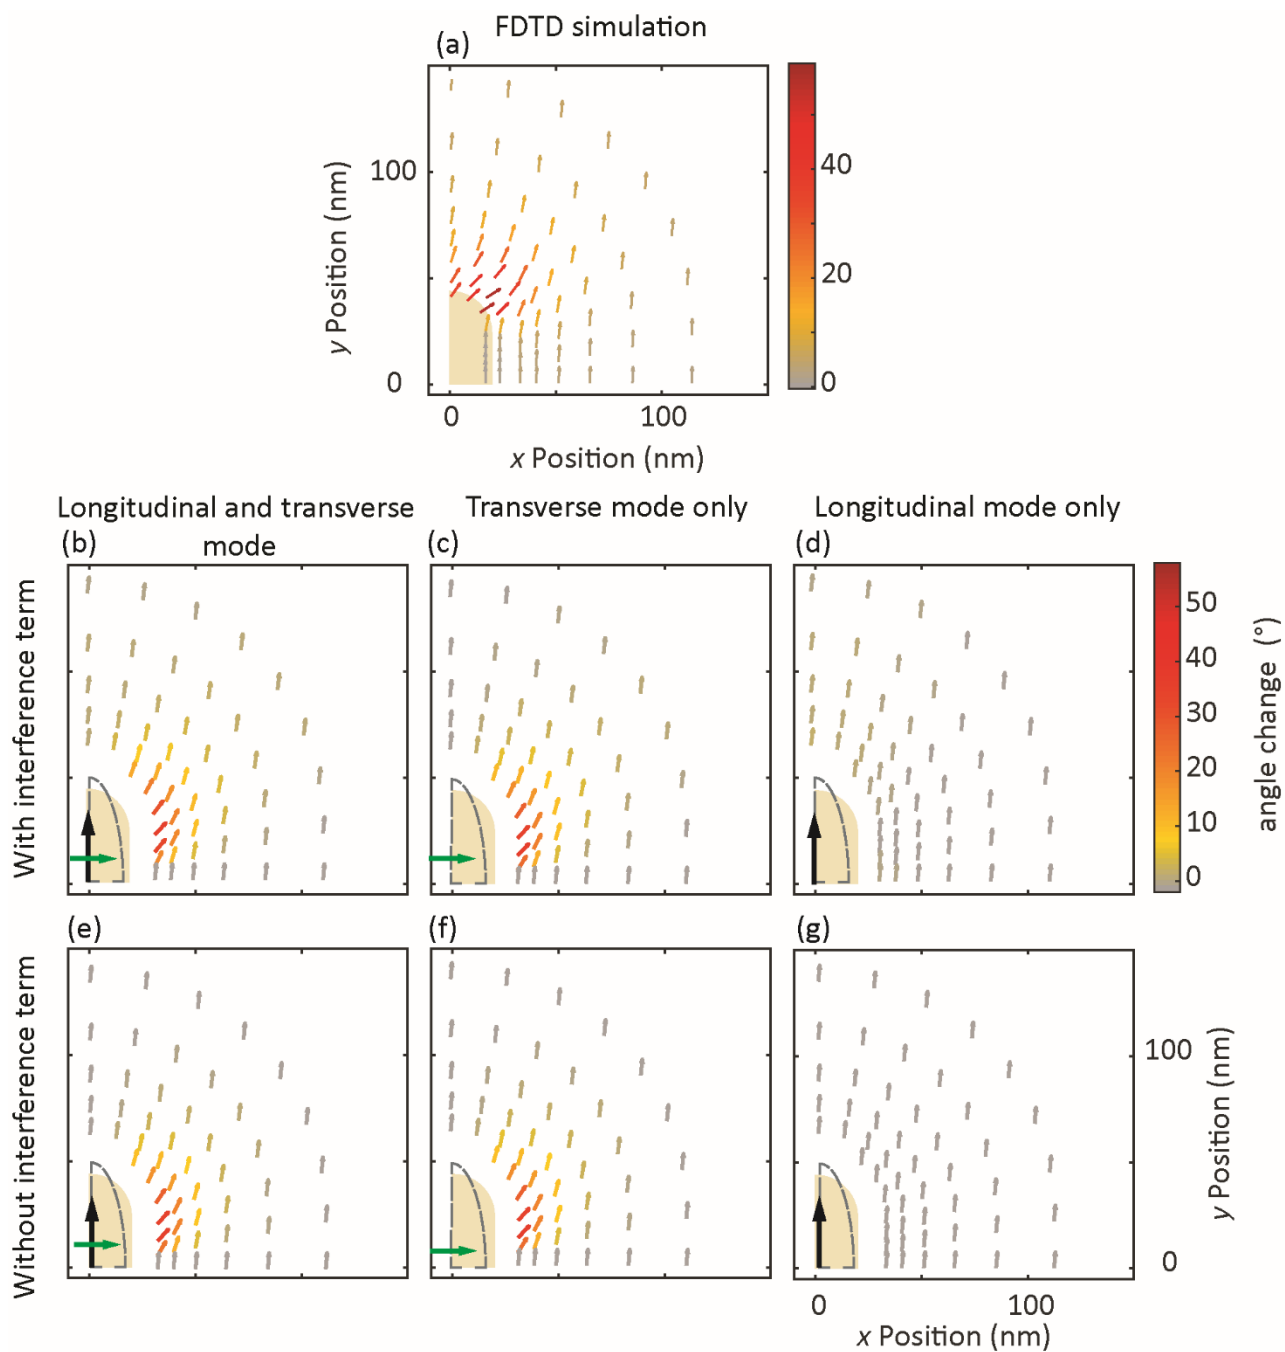 FDTD simulation
(a)
40
20
0
100
0
y Position (nm)
0 100
x Position (nm)
Longitudinal and transverse mode
Transverse mode only
Longitudinal mode only
(b)
(c)
(d)
With interference term
50
40
30
20
10
0
angle change (°)
(e)
(f)
(g)
Without interference term
100
0
y Position (nm)
0 100
x Position (nm)